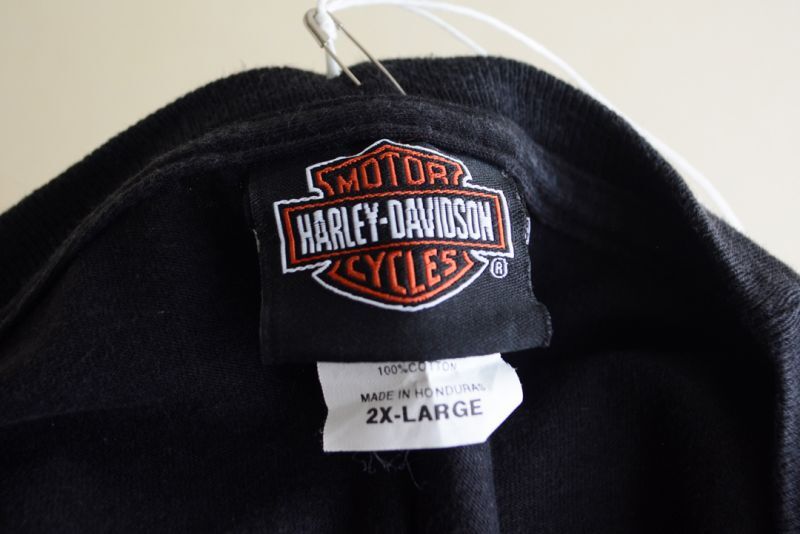 MOTOR
HARLEY-DAVIDSON
CYCLES
®
100% COTTON
MADE IN HONDURAS
2X-LARGE